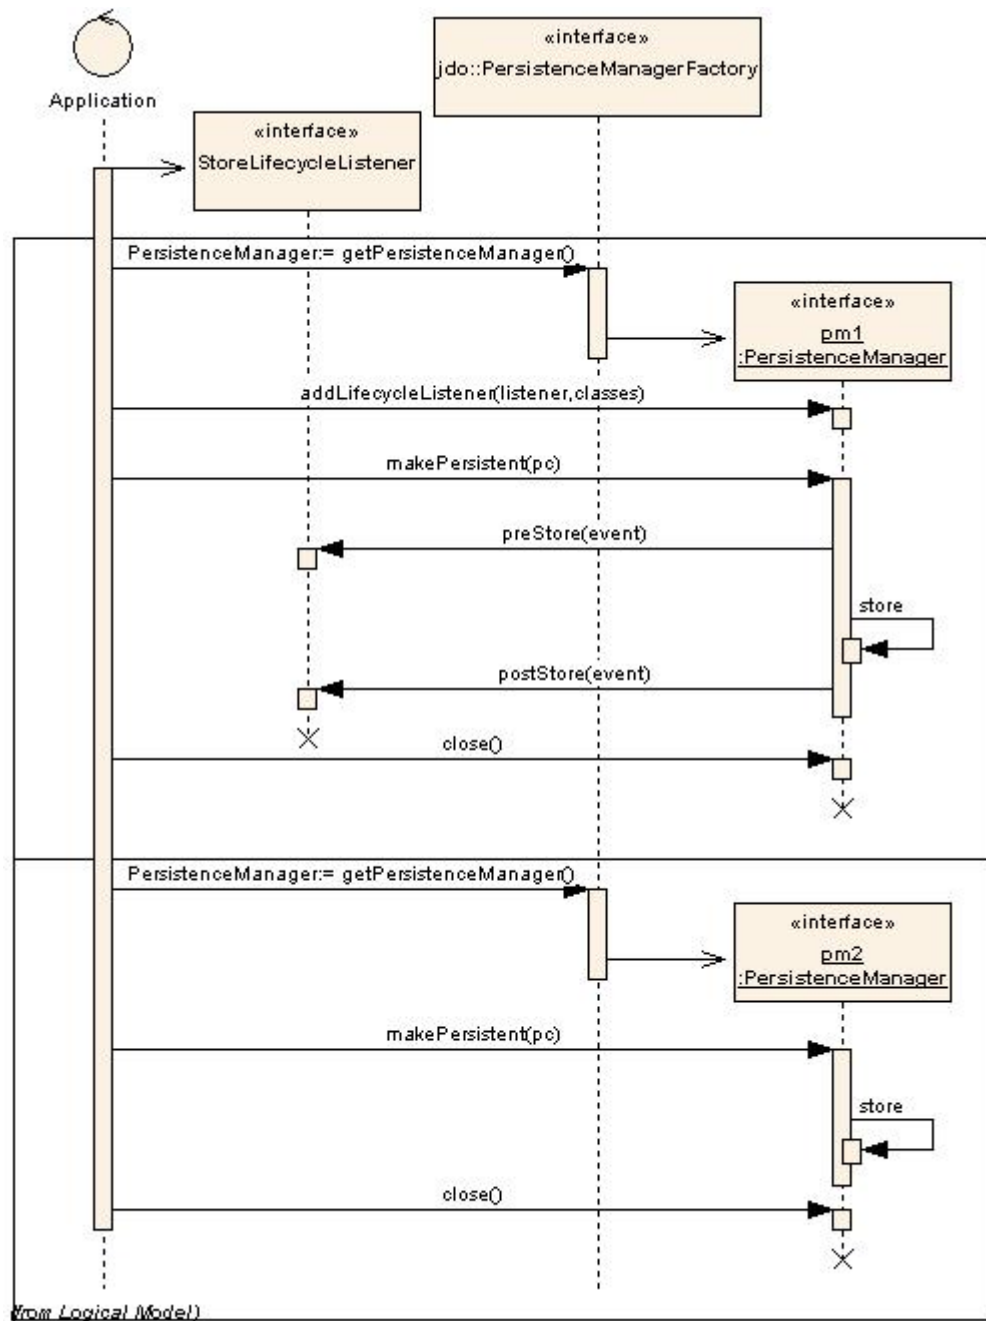 «interface»
jdo::PersistenceManagerFactory
Application
«interface»
StoreLifecycleListener
PersistenceManager:= getPersistenceManager()
«interface»
pm1
:PersistenceManager
addLifecycleListener(listener,classes)
makePersistent(pc)
preStore(event)
store
postStore(event)
close()
PersistenceManager:= getPersistenceManager()
«interface»
pm2
:PersistenceManager
makePersistent(pc)
store
close()
from Logical Model)